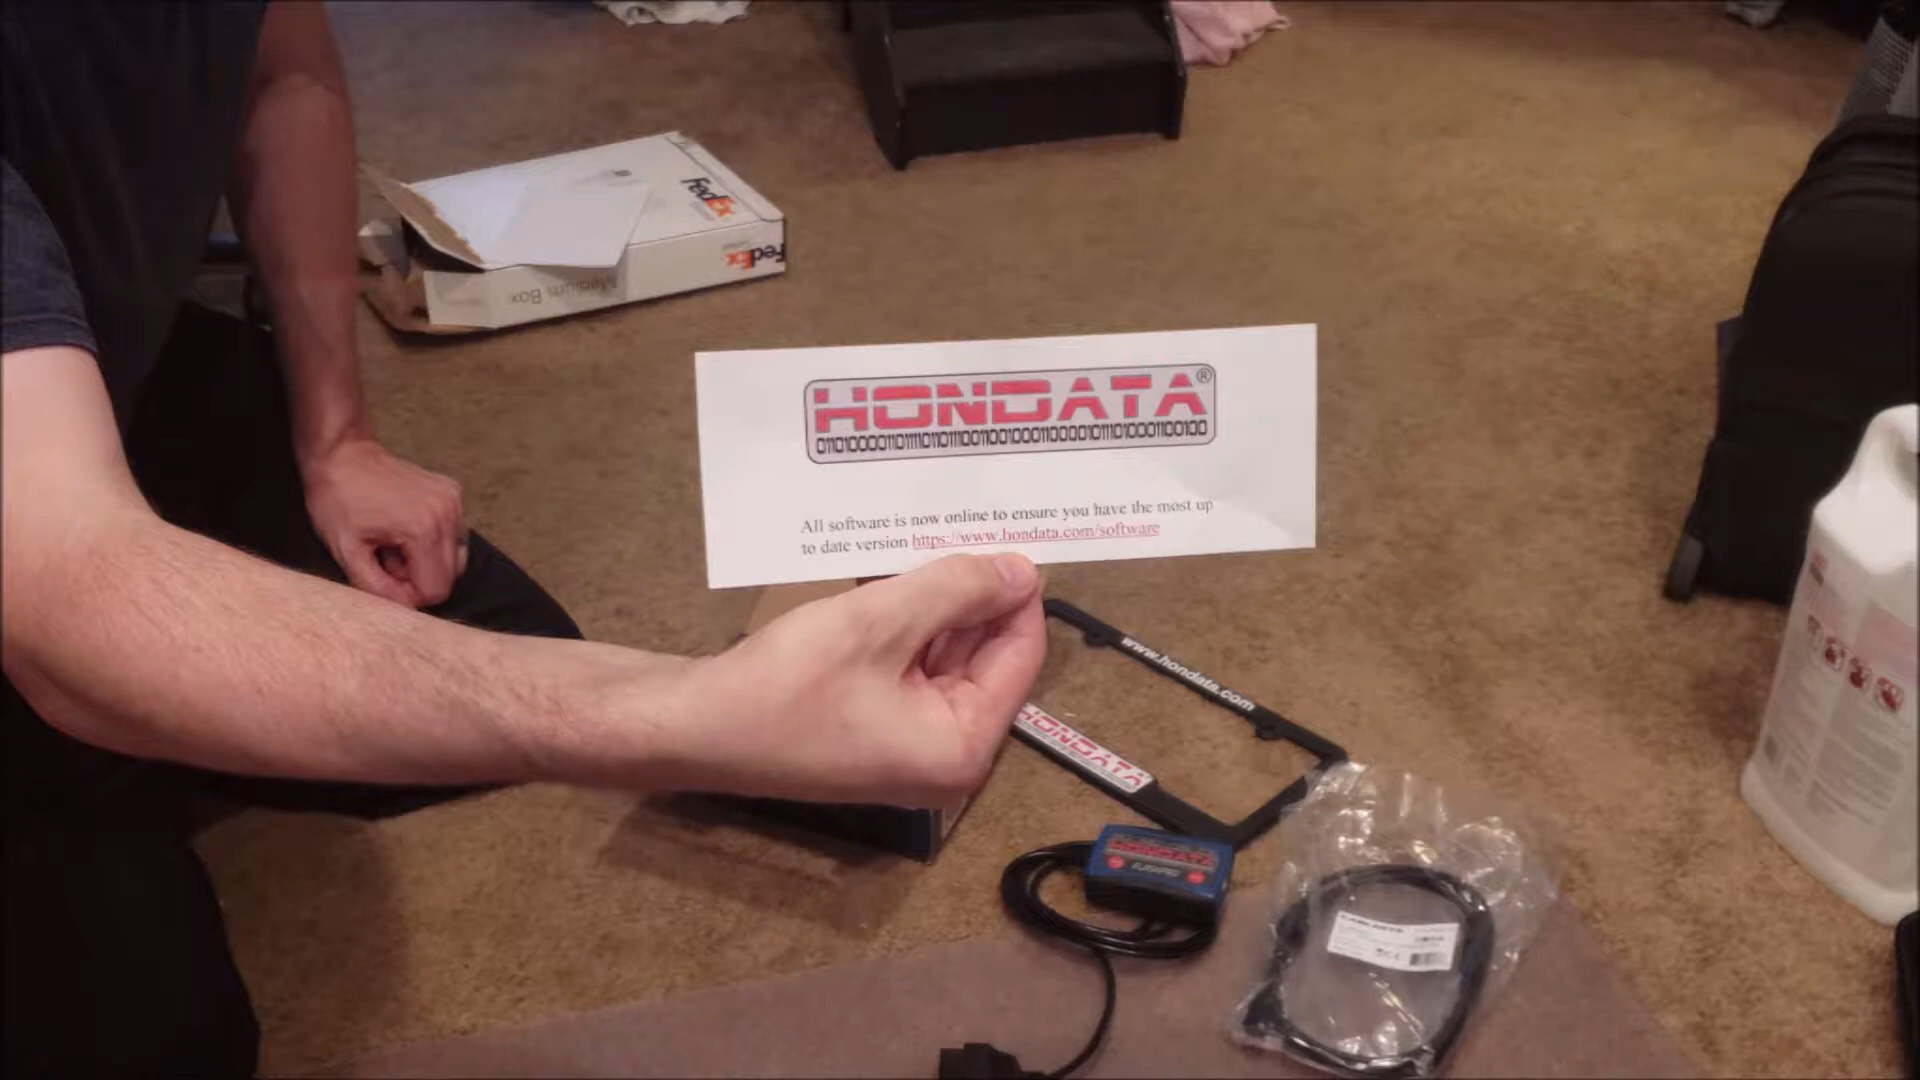 FedEx
FedEx
Medium Box
HONDATA®
All software is now online to ensure you have the most up
to date version https://www.hondata.com/software
www.hondata.com
HONDATA
HONDATA